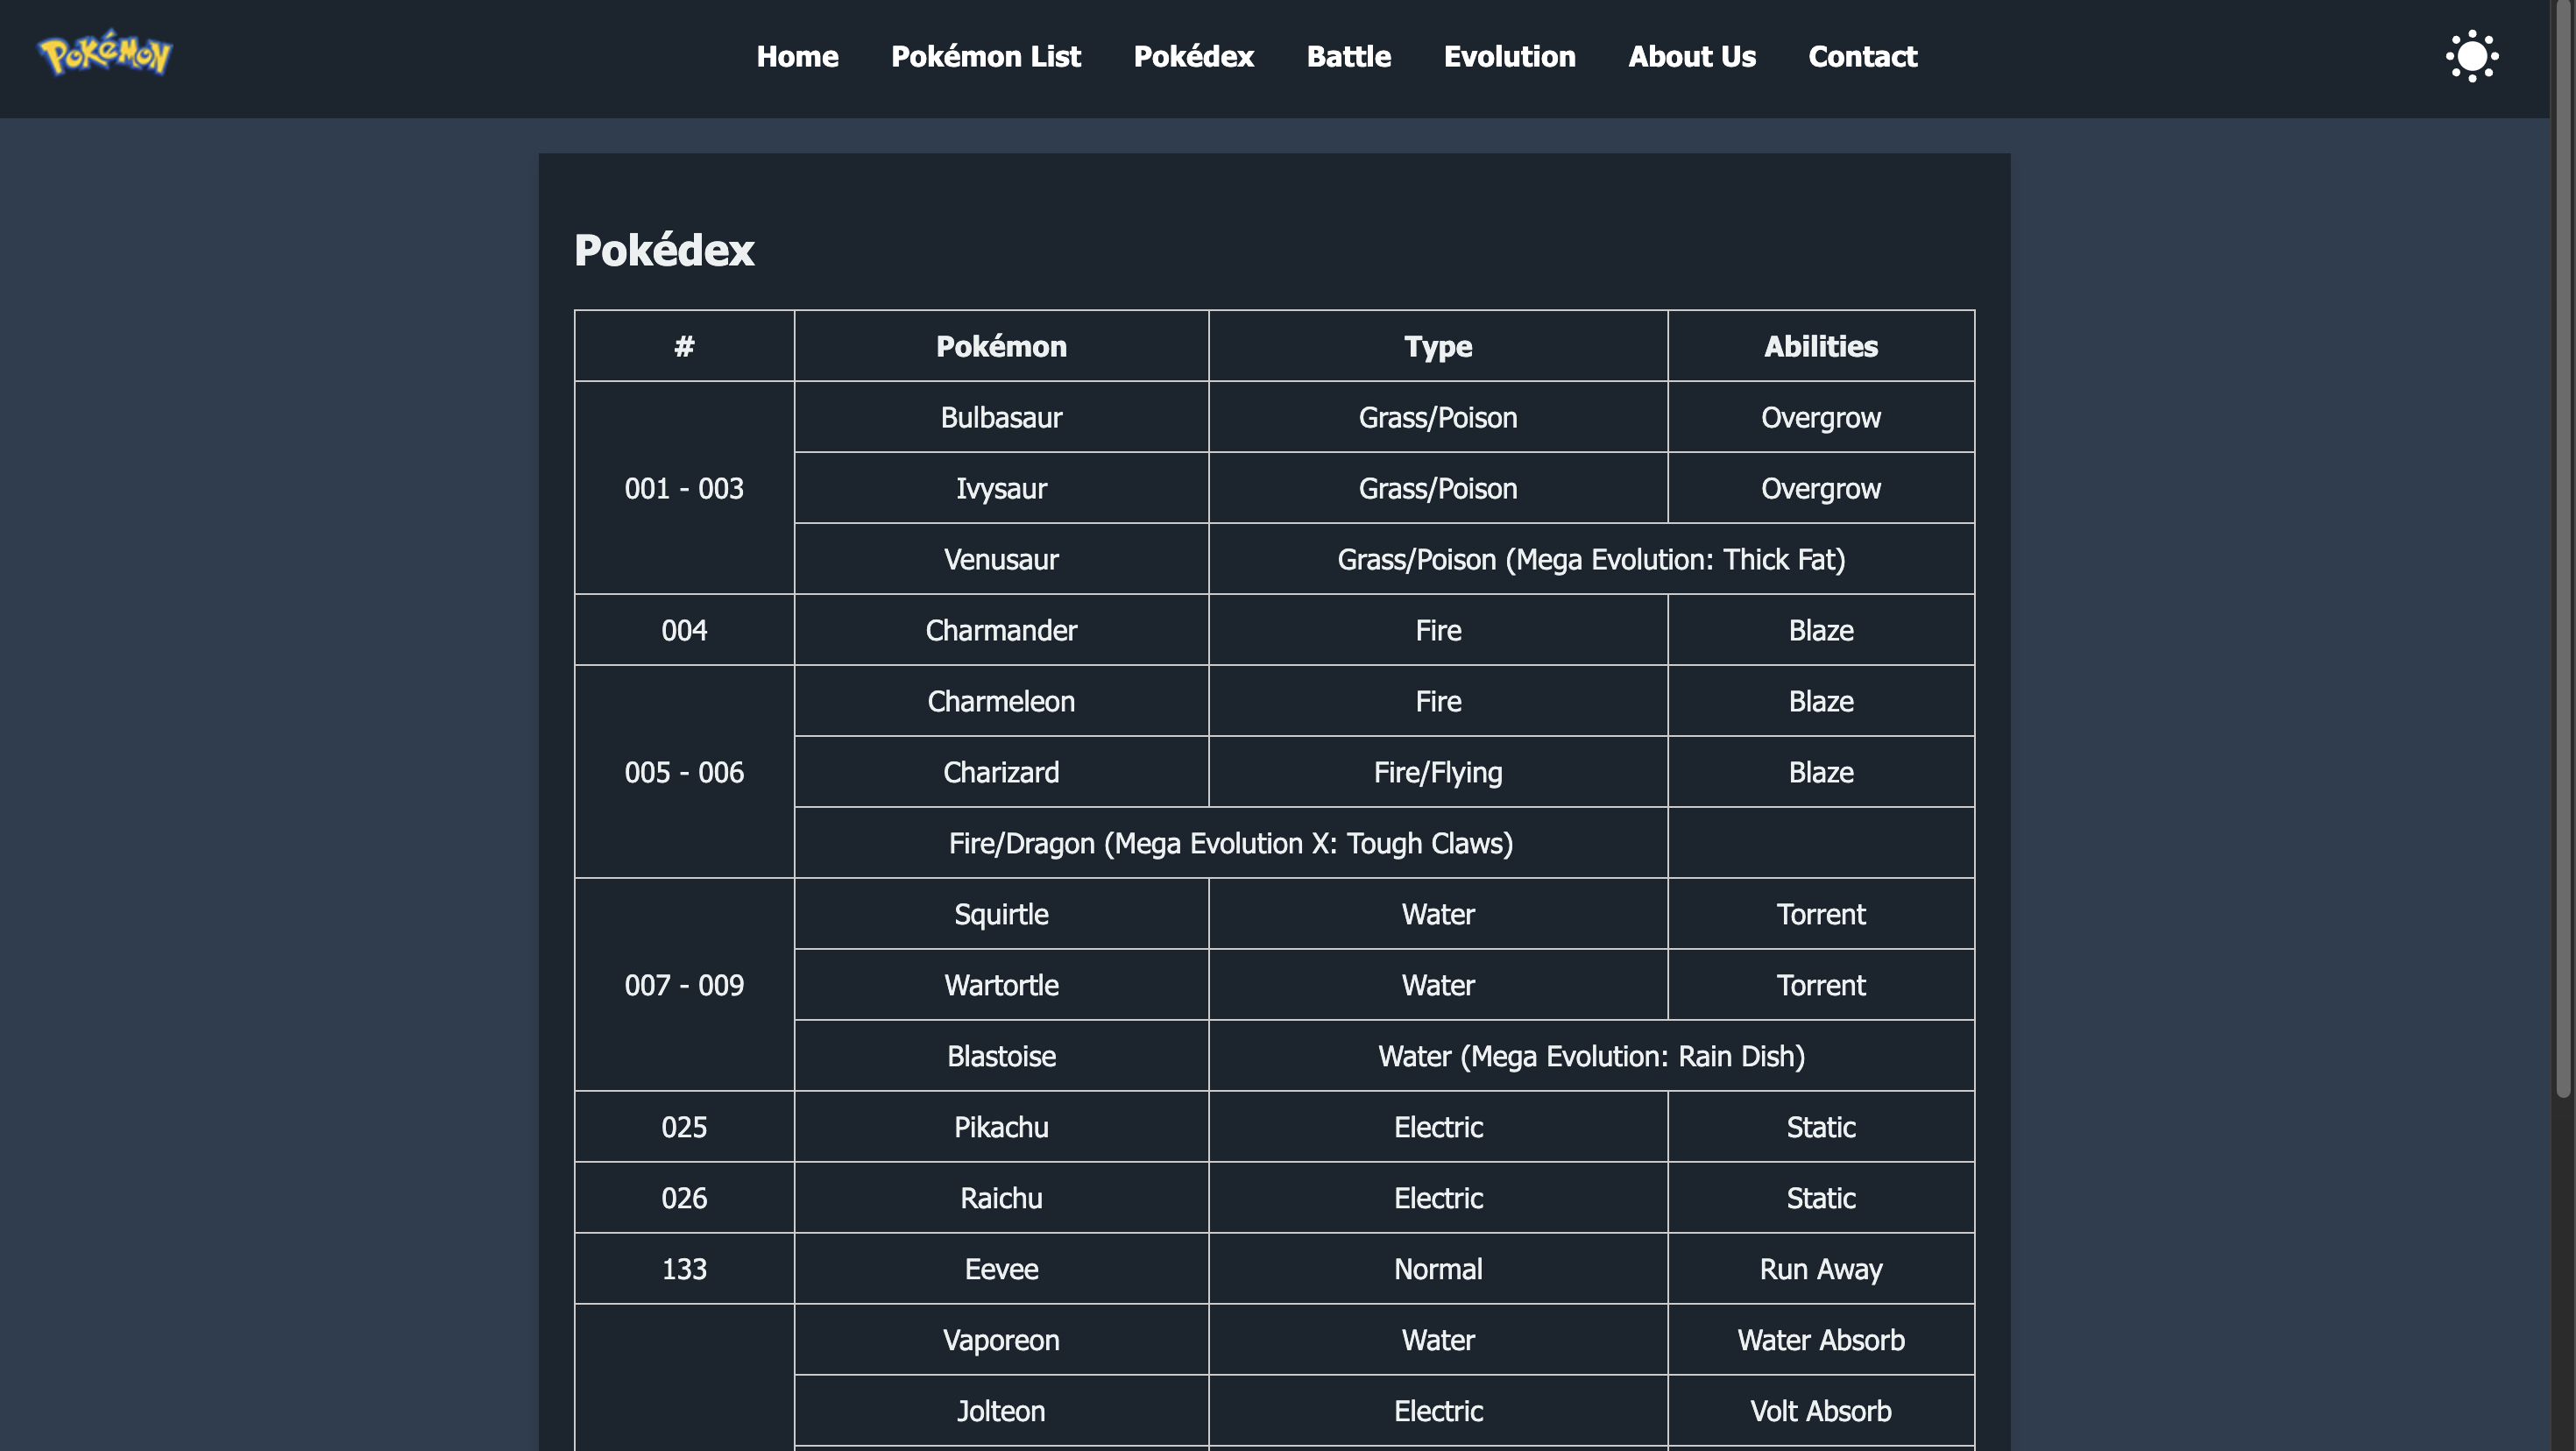 Pokémon
Home Pokémon List Pokédex Battle Evolution About Us Contact
Pokédex
# Pokémon Type Abilities
001 - 003 Bulbasaur Grass/Poison Overgrow
Ivysaur Grass/Poison Overgrow
Venusaur Grass/Poison (Mega Evolution: Thick Fat)
004 Charmander Fire Blaze
005 - 006 Charmeleon Fire Blaze
Charizard Fire/Flying Blaze
Fire/Dragon (Mega Evolution X: Tough Claws)
007 - 009 Squirtle Water Torrent
Wartortle Water Torrent
Blastoise Water (Mega Evolution: Rain Dish)
025 Pikachu Electric Static
026 Raichu Electric Static
133 Eevee Normal Run Away
Vaporeon Water Water Absorb
Jolteon Electric Volt Absorb